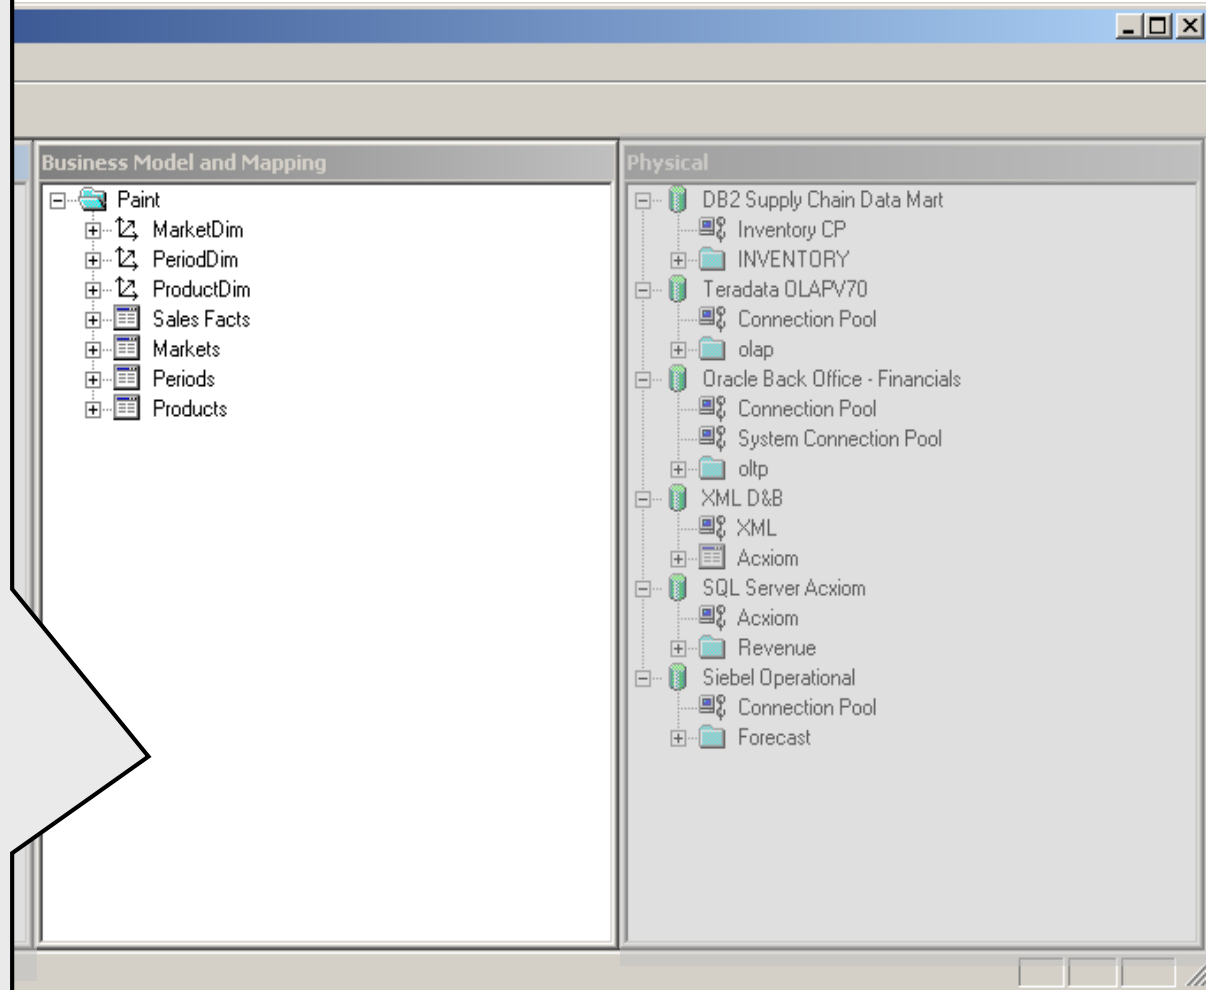 Business Model and Mapping
Paint
MarketDim
PeriodDim
ProductDim
Sales Facts
Markets
Periods
Products
Physical
DB2 Supply Chain Data Mart
Inventory CP
INVENTORY
Teradata OLAPV70
Connection Pool
olap
Oracle Back Office - Financials
Connection Pool
System Connection Pool
oltp
XML D&B
XML
Acxiom
SQL Server Acxiom
Acxiom
Revenue
Siebel Operational
Connection Pool
Forecast